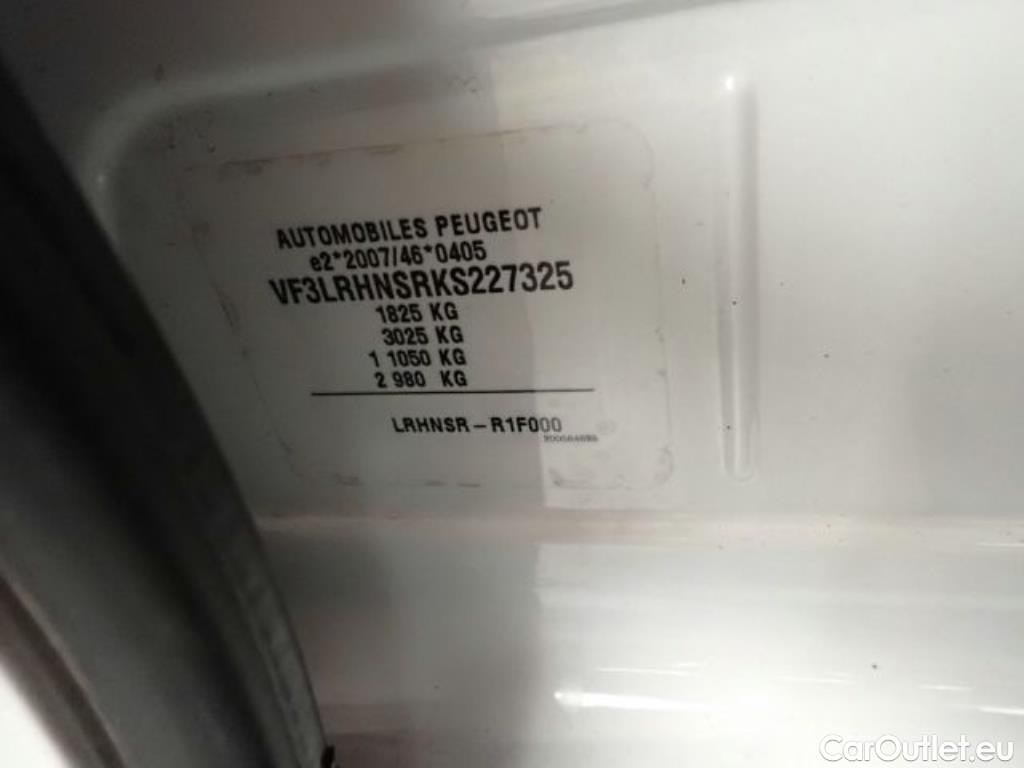 AUTOMOBILES PEUGEOT
e2*2007/46*0405
VF3LRHNSRKS227325
1825 KG
3025 KG
1 1050 KG
2 980 KG
LRHNSR-R1F000
CarOutlet.eu